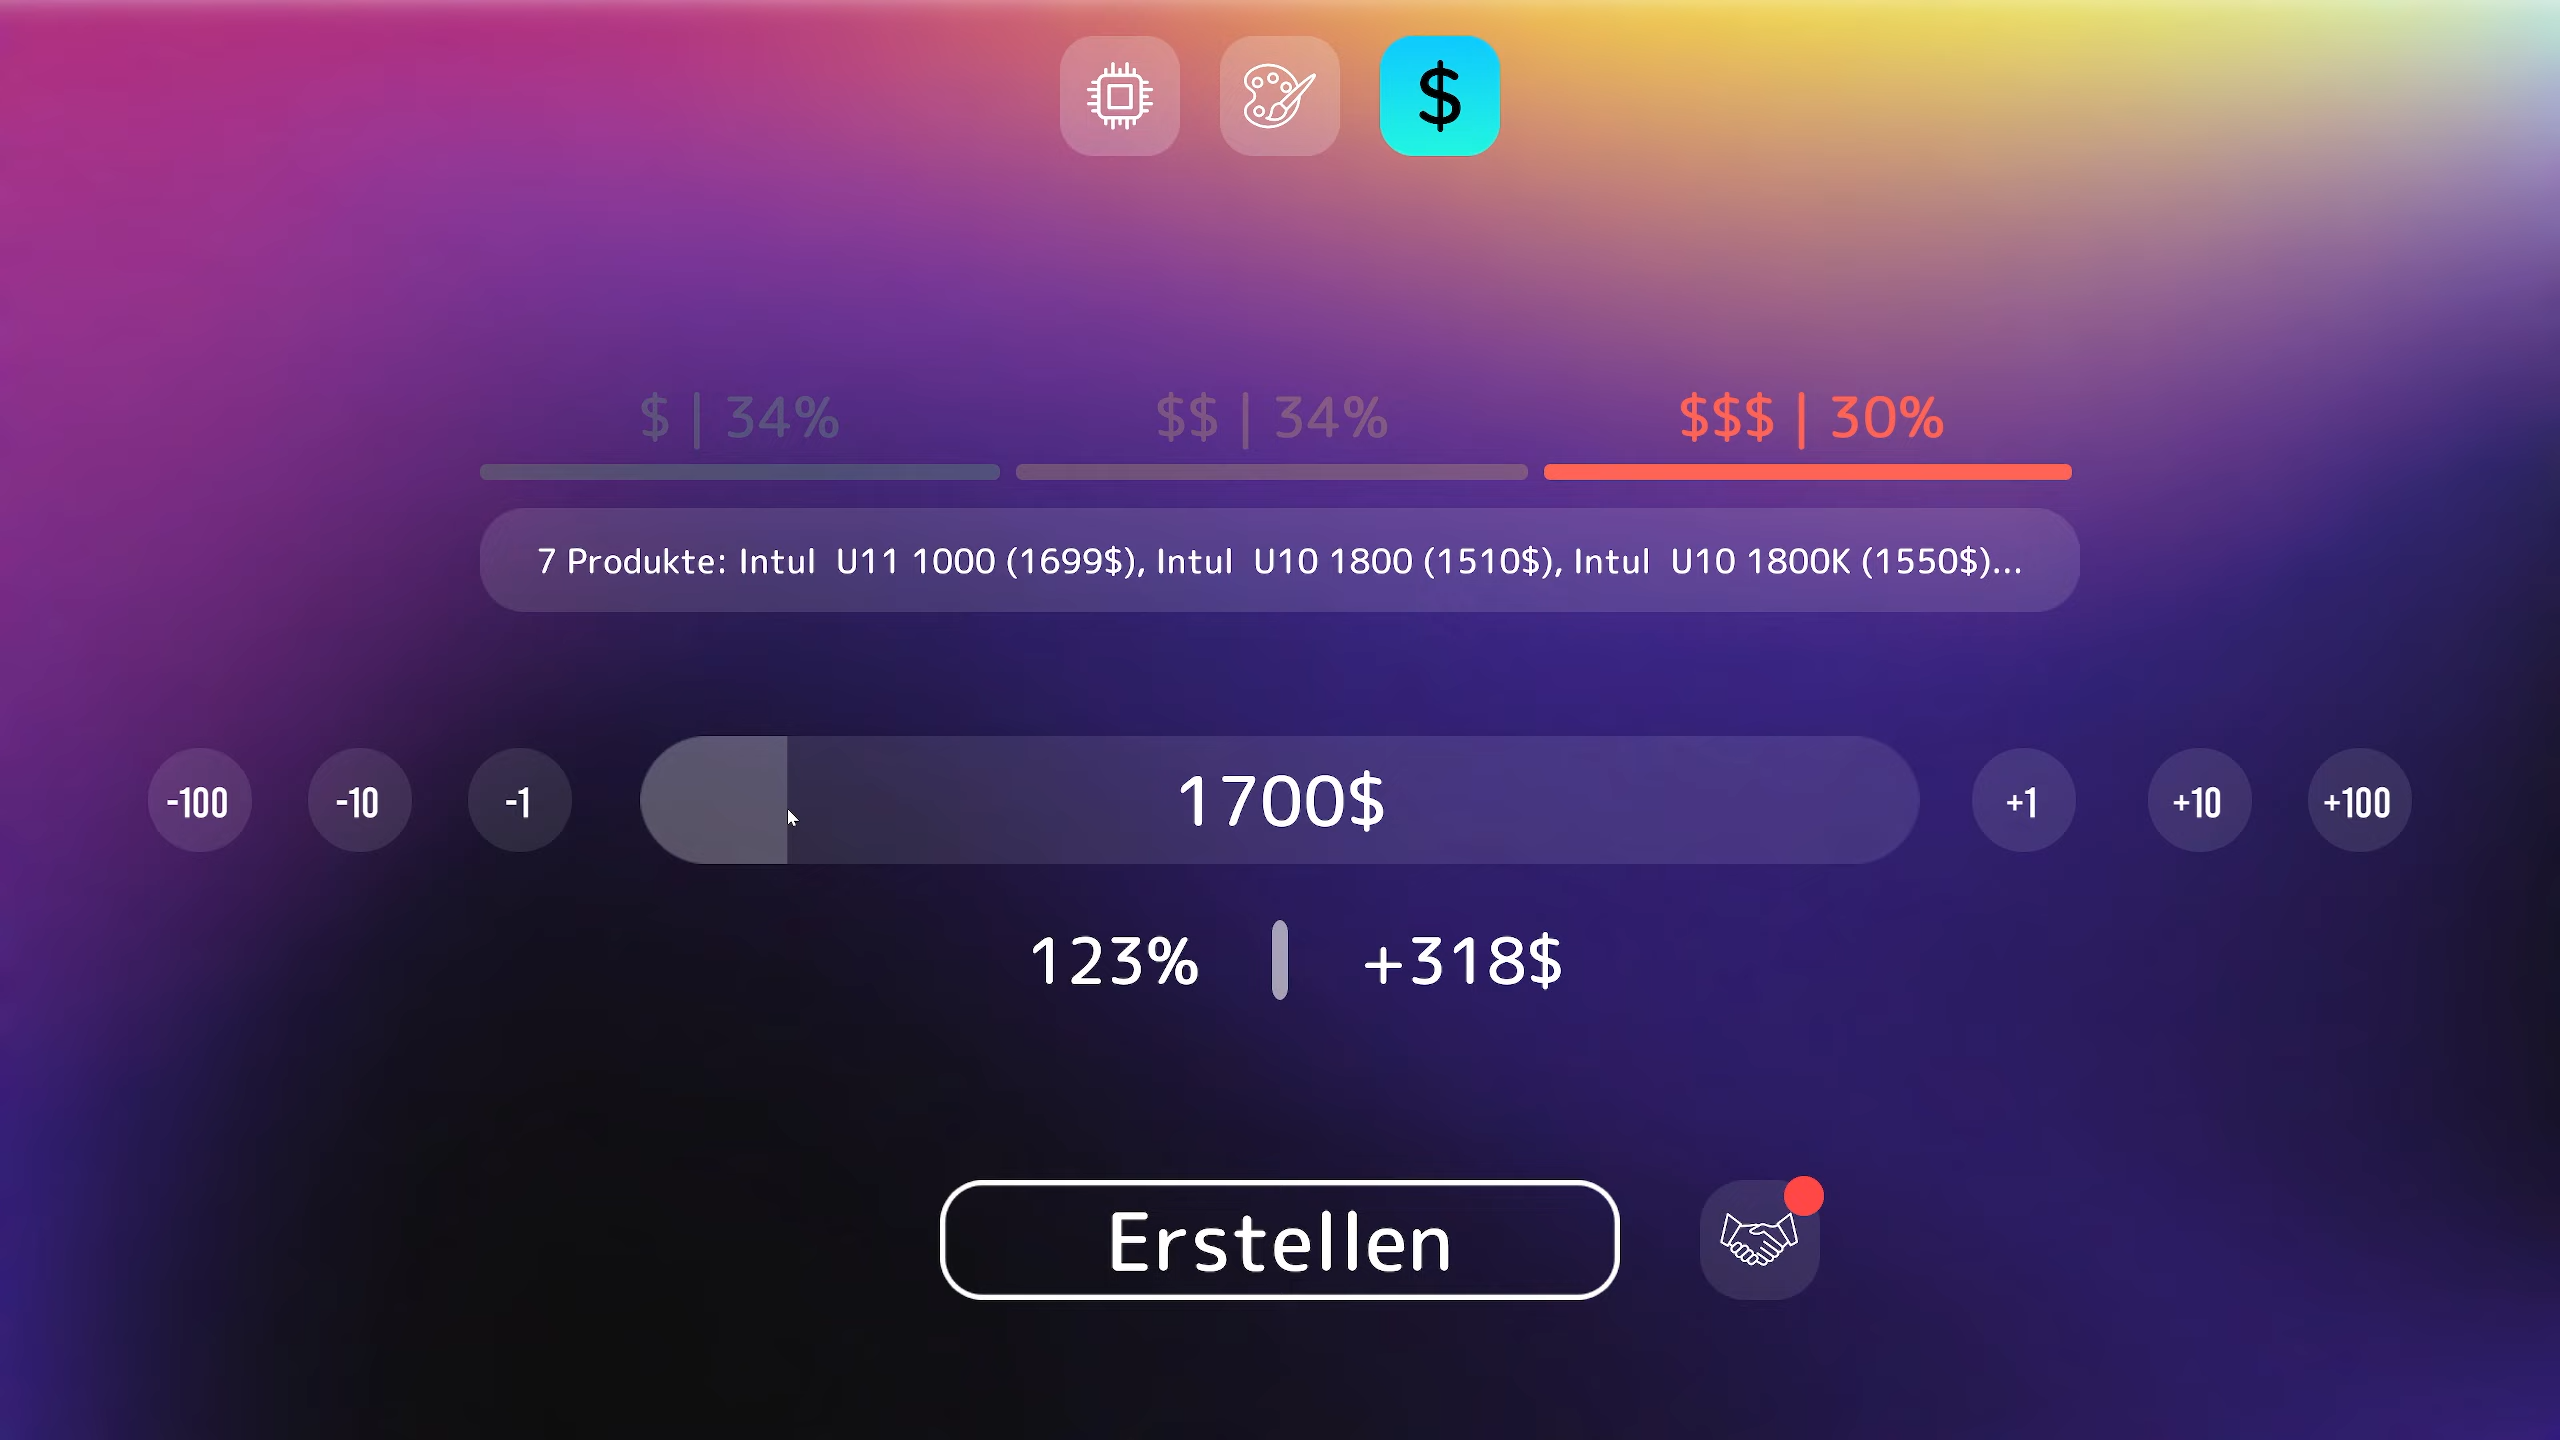 $
$ | 34%
$$ | 34%
$$$ | 30%
7 Produkte: Intul  U11 1000 (1699$), Intul  U10 1800 (1510$), Intul  U10 1800K (1550$)...
-100
-10
-1
1700$
+1
+10
+100
123%
+318$
Erstellen